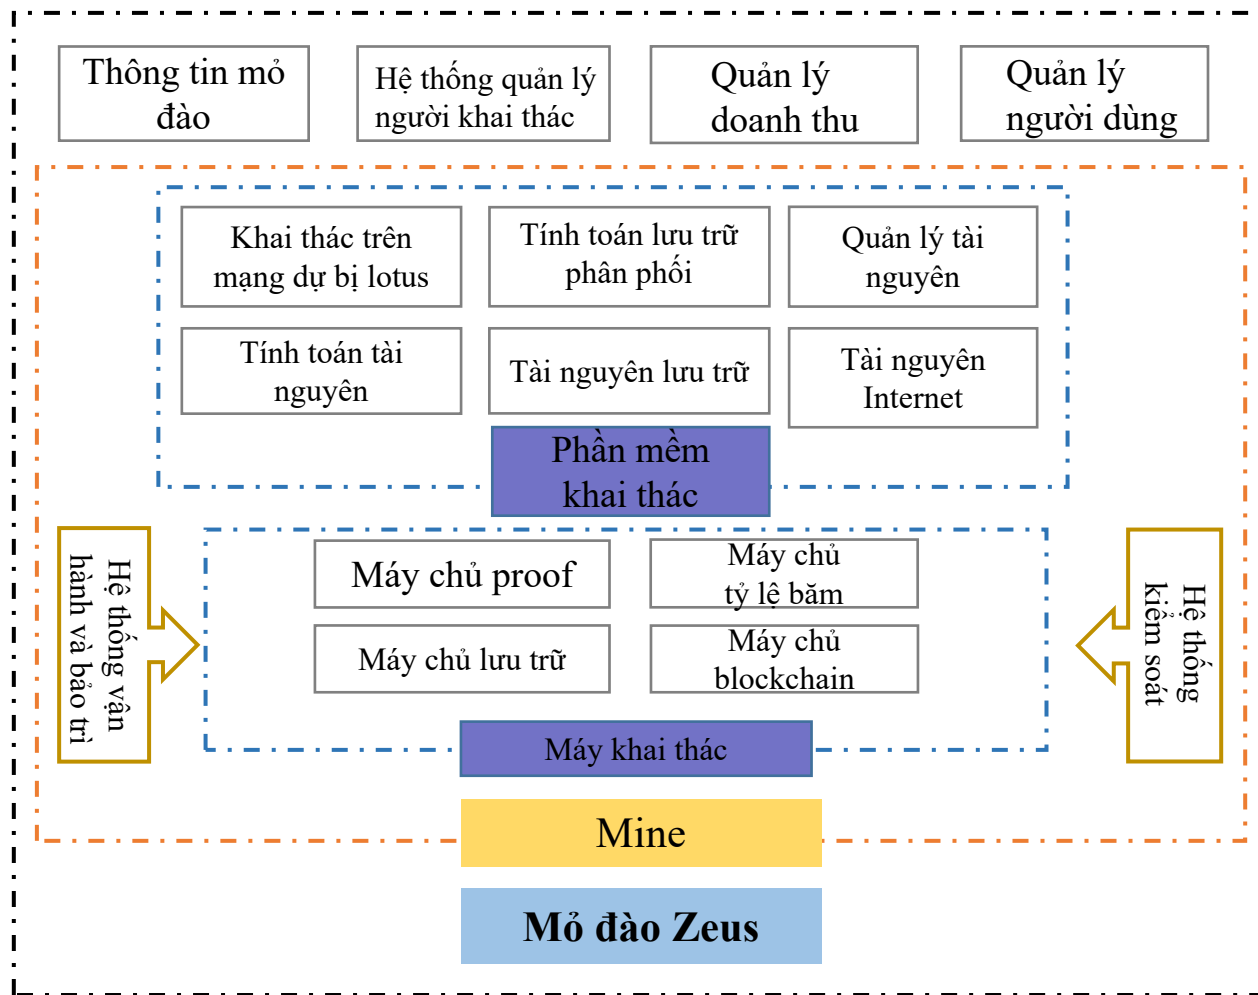 Thông tin mỏ
đào
Hệ thống quản lý
người khai thác
Quản lý
doanh thu
Quản lý
người dùng
Khai thác trên
mạng dự bị lotus
Tính toán lưu trữ
phân phối
Quản lý tài
nguyên
Tính toán tài
nguyên
Tài nguyên lưu trữ
Tài nguyên
Internet
Phần mềm
khai thác
Hệ thống vận
hành và bảo trì
Máy chủ proof
Máy chủ
tỷ lệ băm
Máy chủ lưu trữ
Máy chủ
blockchain
Hệ thống
kiểm soát
Máy khai thác
Mine
Mỏ đào Zeus